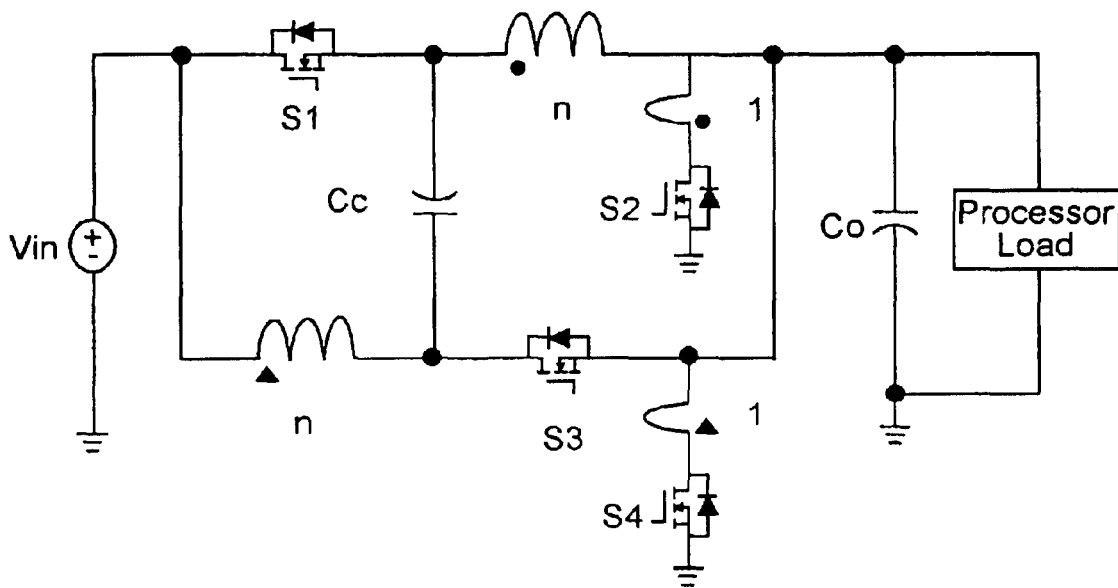 S1
n
1
Cc
S2
Vin
+
-
Co
Processor
Load
n
S3
1
S4